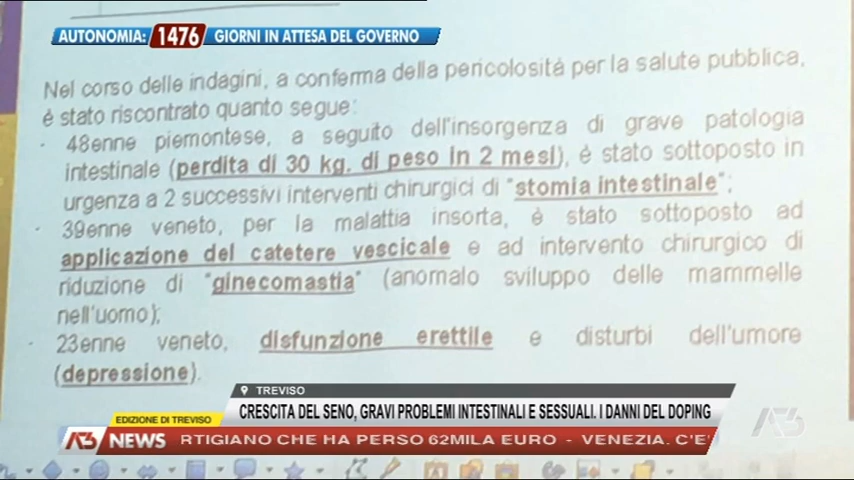 AUTONOMIA: 1476 GIORNI IN ATTESA DEL GOVERNO
Nel corso delle indagini, a conferma della pericolosità per la salute pubblica,
è stato riscontrato quanto segue:
- 48enne piemontese, a seguito dell'insorgenza di grave patologia
intestinale (perdita di 30 kg. di peso in 2 mesi), è stato sottoposto in
urgenza a 2 successivi interventi chirurgici di "stomia intestinale";
- 39enne veneto, per la malattia insorta, è stato sottoposto ad
applicazione del catetere vescicale e ad intervento chirurgico di
riduzione di "ginecomastia" (anomalo sviluppo delle mammelle
nell'uomo);
- 23enne veneto, disfunzione erettile e disturbi dell'umore
(depressione).
TREVISO
CRESCITA DEL SENO, GRAVI PROBLEMI INTESTINALI E SESSUALI. I DANNI DEL DOPING
EDIZIONE DI TREVISO
A3 NEWS RTIGIANO CHE HA PERSO 62MILA EURO - VENEZIA. C'E'
A3